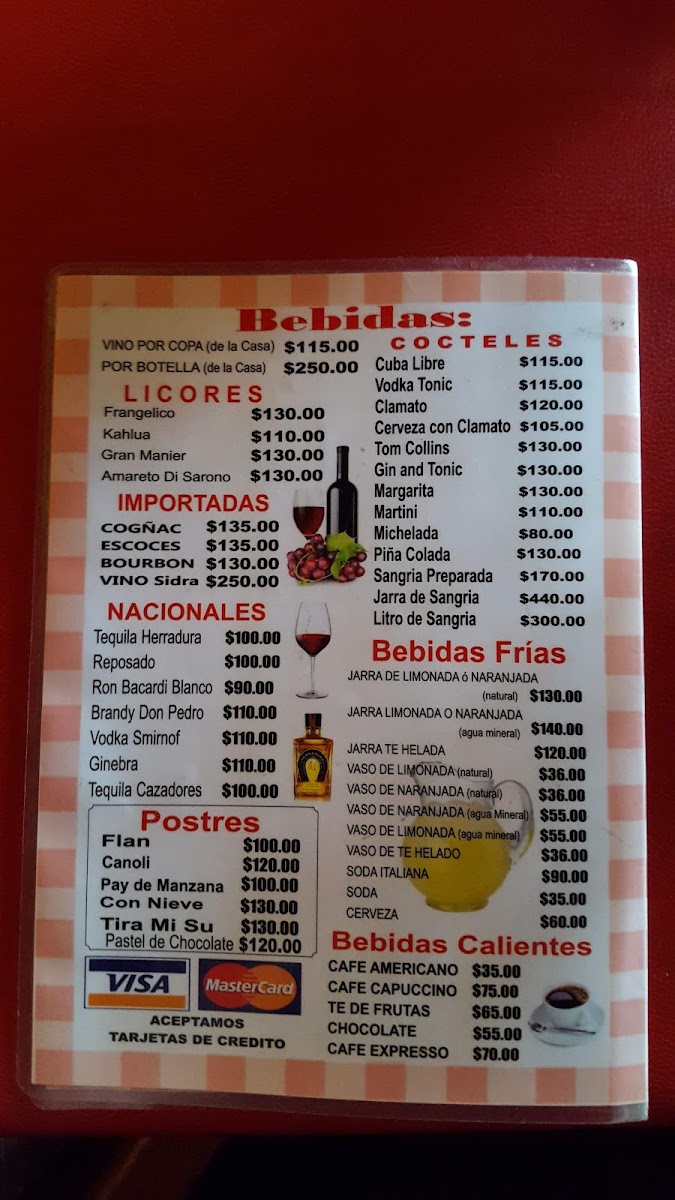 Bebidas:
VINO POR COPA (de la Casa) $115.00
POR BOTELLA (de la Casa) $250.00
LICORES
Frangelico $130.00
Kahlua $110.00
Gran Manier $130.00
Amareto Di Sarono $130.00
IMPORTADAS
COGÑAC $135.00
ESCOCES $135.00
BOURBON $130.00
VINO Sidra $250.00
NACIONALES
Tequila Herradura $100.00
Reposado $100.00
Ron Bacardi Blanco $90.00
Brandy Don Pedro $110.00
Vodka Smirnof $110.00
Ginebra $110.00
Tequila Cazadores $100.00
Postres
Flan $100.00
Canoli $120.00
Pay de Manzana $100.00
Con Nieve $130.00
Tira Mi Su $130.00
Pastel de Chocolate $120.00
VISA MasterCard
ACEPTAMOS
TARJETAS DE CREDITO
COCTELES
Cuba Libre $115.00
Vodka Tonic $115.00
Clamato $120.00
Cerveza con Clamato $105.00
Tom Collins $130.00
Gin and Tonic $130.00
Margarita $130.00
Martini $110.00
Michelada $80.00
Piña Colada $130.00
Sangria Preparada $170.00
Jarra de Sangria $440.00
Litro de Sangria $300.00
Bebidas Frías
JARRA DE LIMONADA ó NARANJADA
(natural) $130.00
JARRA LIMONADA O NARANJADA
(agua mineral) $140.00
JARRA TE HELADA $120.00
VASO DE LIMONADA (natural) $36.00
VASO DE NARANJADA (natural) $36.00
VASO DE NARANJADA (agua Mineral) $55.00
VASO DE LIMONADA (agua mineral) $55.00
VASO DE TE HELADO $36.00
SODA ITALIANA $90.00
SODA $35.00
CERVEZA $60.00
Bebidas Calientes
CAFE AMERICANO $35.00
CAFE CAPUCCINO $75.00
TE DE FRUTAS $65.00
CHOCOLATE $55.00
CAFE EXPRESSO $70.00